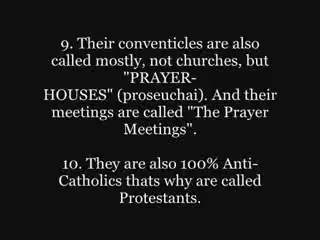 9. Their conventicles are also
called mostly, not churches, but
"PRAYER-
HOUSES" (proseuchai). And their
meetings are called "The Prayer
Meetings".
10. They are also 100% Anti-
Catholics thats why are called
Protestants.